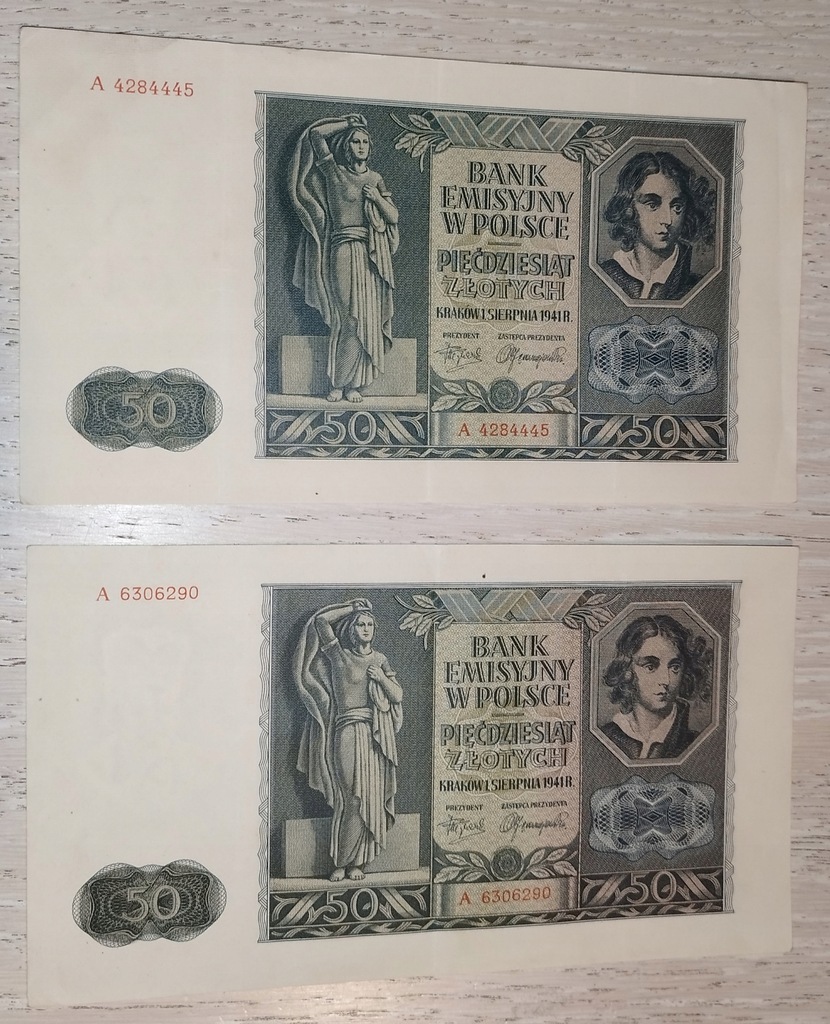 A 4284445
BANK
EMISYJNY
W POLSCE
PIĘĆDZIESIĄT
ZŁOTYCH
KRAKÓW 1. SIERPNIA 1941 R.
PREZYDENT ZASTĘPCA PREZYDENTA
50
50 A 4284445 50
A 6306290
BANK
EMISYJNY
W POLSCE
PIĘĆDZIESIĄT
ZŁOTYCH
KRAKÓW 1. SIERPNIA 1941 R.
PREZYDENT ZASTĘPCA PREZYDENTA
50
50 A 6306290 50